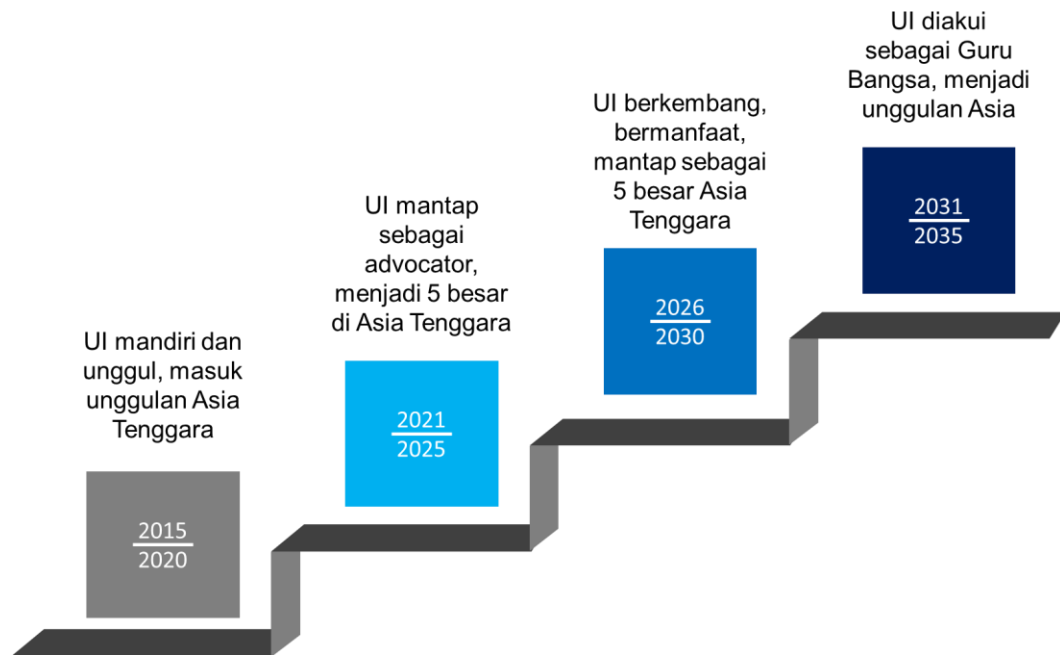 UI mandiri dan
unggul, masuk
unggulan Asia
Tenggara
2015
2020
UI mantap
sebagai
advocator,
menjadi 5 besar
di Asia Tenggara
2021
2025
UI berkembang,
bermanfaat,
mantap sebagai
5 besar Asia
Tenggara
2026
2030
UI diakui
sebagai Guru
Bangsa, menjadi
unggulan Asia
2031
2035